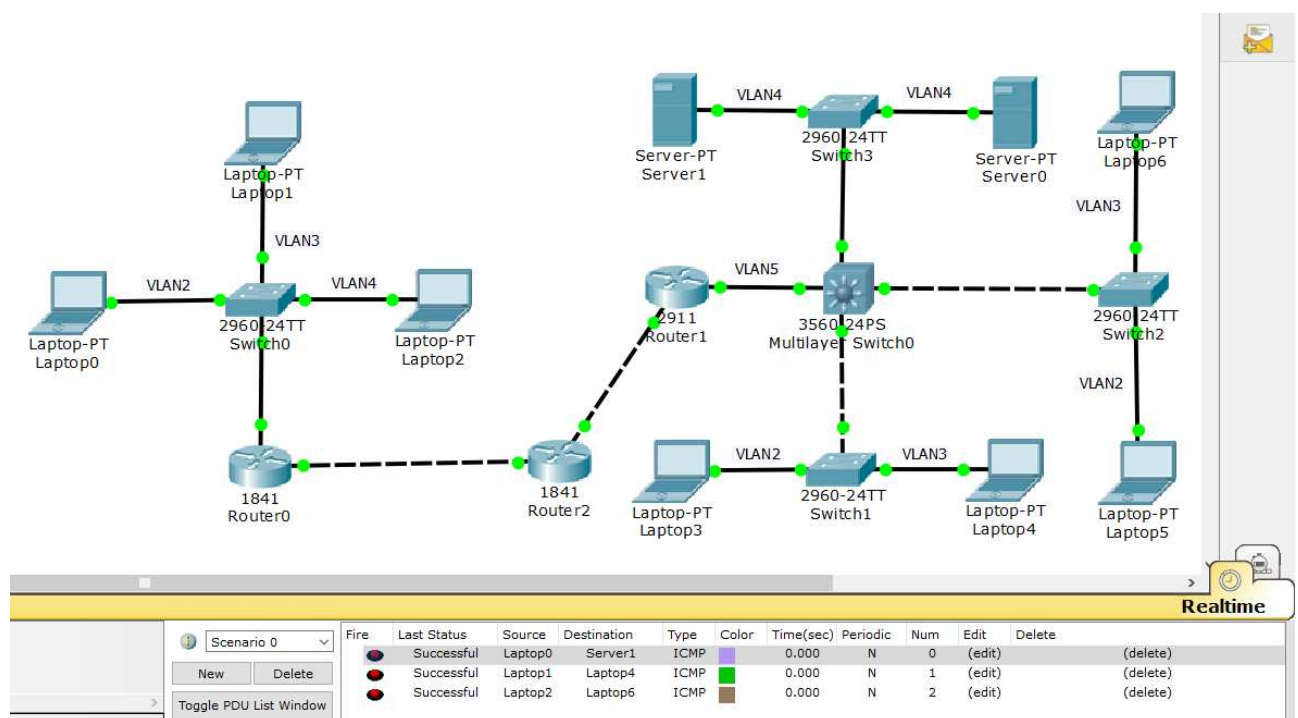 VLAN4
VLAN4
2960-24TT
Switch3
Server-PT
Server1
Server-PT
Server0
Laptop-PT
Laptop6
Laptop-PT
Laptop1
VLAN3
VLAN3
VLAN2
VLAN4
VLAN5
2960-24TT
Switch0
Laptop-PT
Laptop0
Laptop-PT
Laptop2
2911
Router1
3560-24PS
Multilayer Switch0
2960-24TT
Switch2
VLAN2
VLAN2
VLAN3
1841
Router0
1841
Router2
2960-24TT
Switch1
Laptop-PT
Laptop3
Laptop-PT
Laptop4
Laptop-PT
Laptop5
Realtime
Scenario 0
New Delete
Toggle PDU List Window
Fire Last Status Source Destination Type Color Time(sec) Periodic Num Edit Delete
Successful Laptop0 Server1 ICMP 0.000 N 0 (edit) (delete)
Successful Laptop1 Laptop4 ICMP 0.000 N 1 (edit) (delete)
Successful Laptop2 Laptop6 ICMP 0.000 N 2 (edit) (delete)